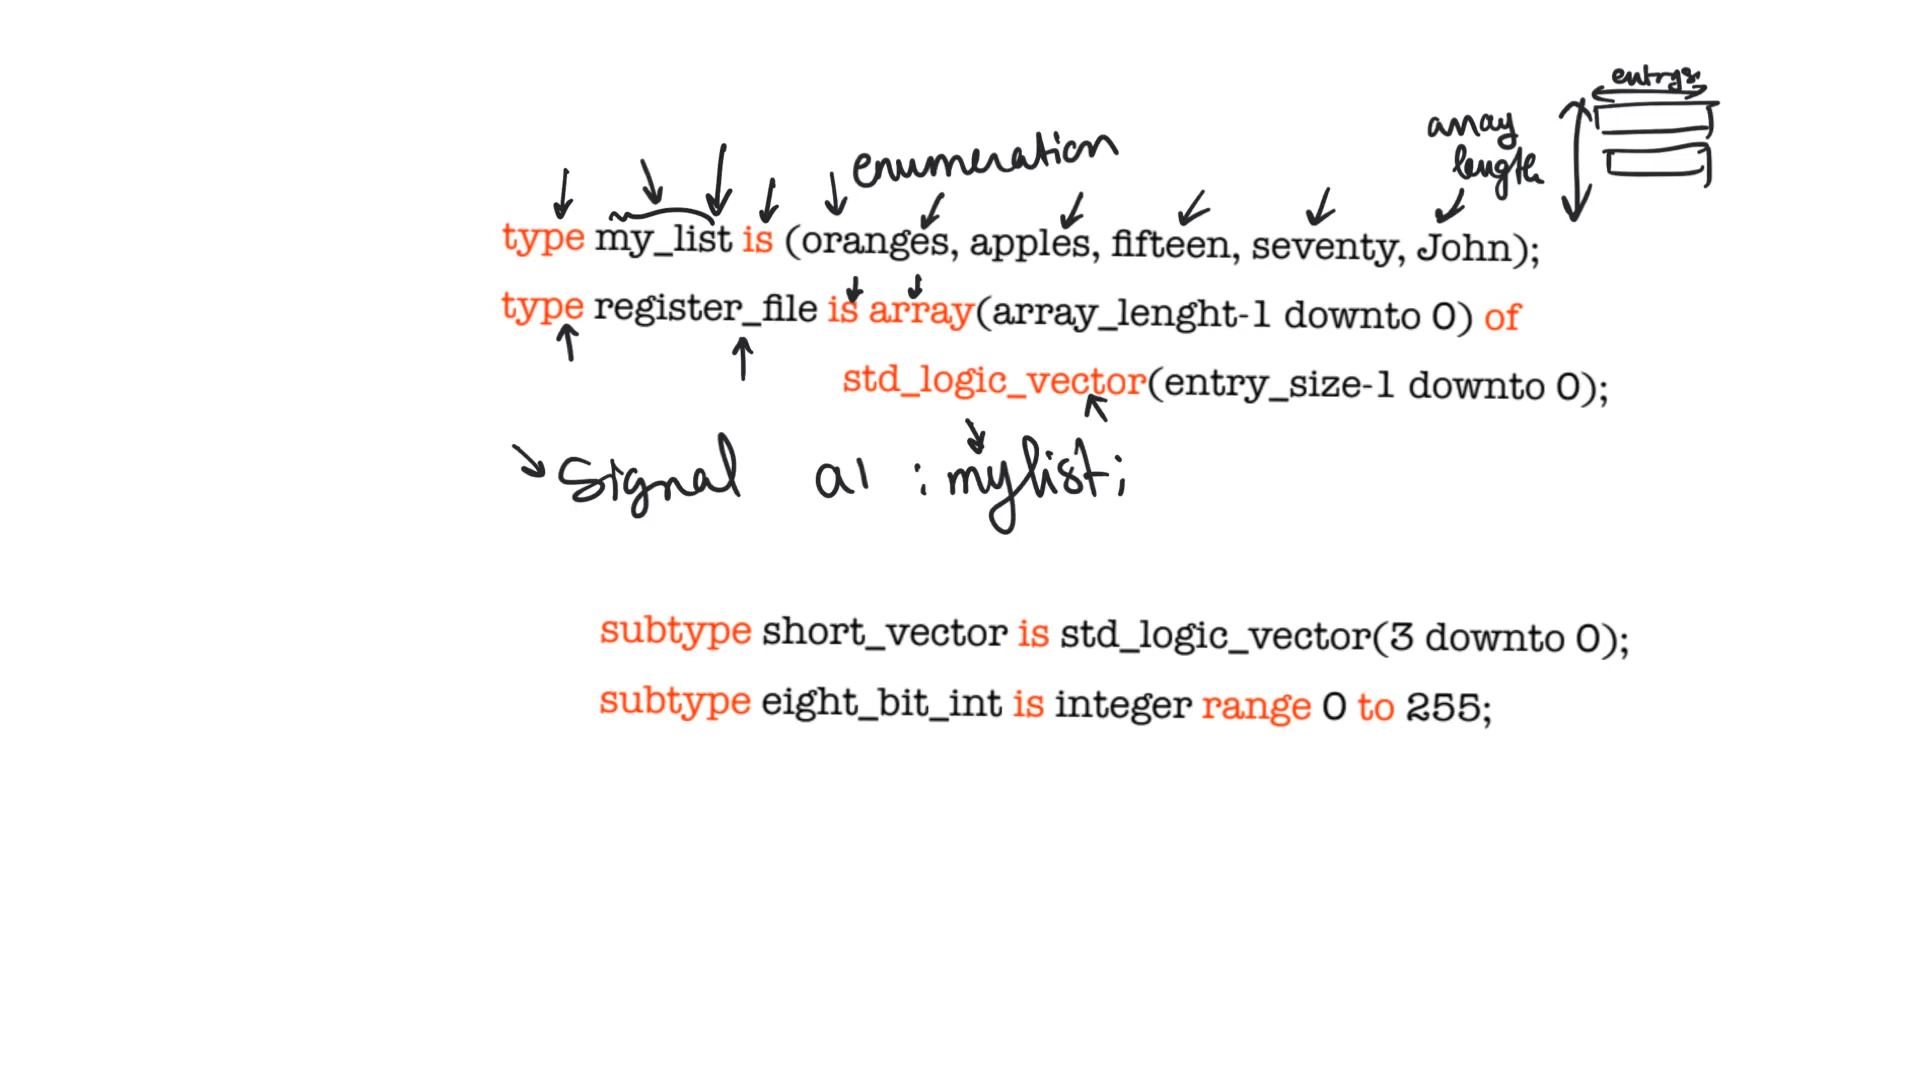 entrys
array
length
enumeration
type my_list is (oranges, apples, fifteen, seventy, John);
type register_file is array(array_lenght-1 downto 0) of
std_logic_vector(entry_size-1 downto 0);
Signal a1 : mylist;
subtype short_vector is std_logic_vector(3 downto 0);
subtype eight_bit_int is integer range 0 to 255;